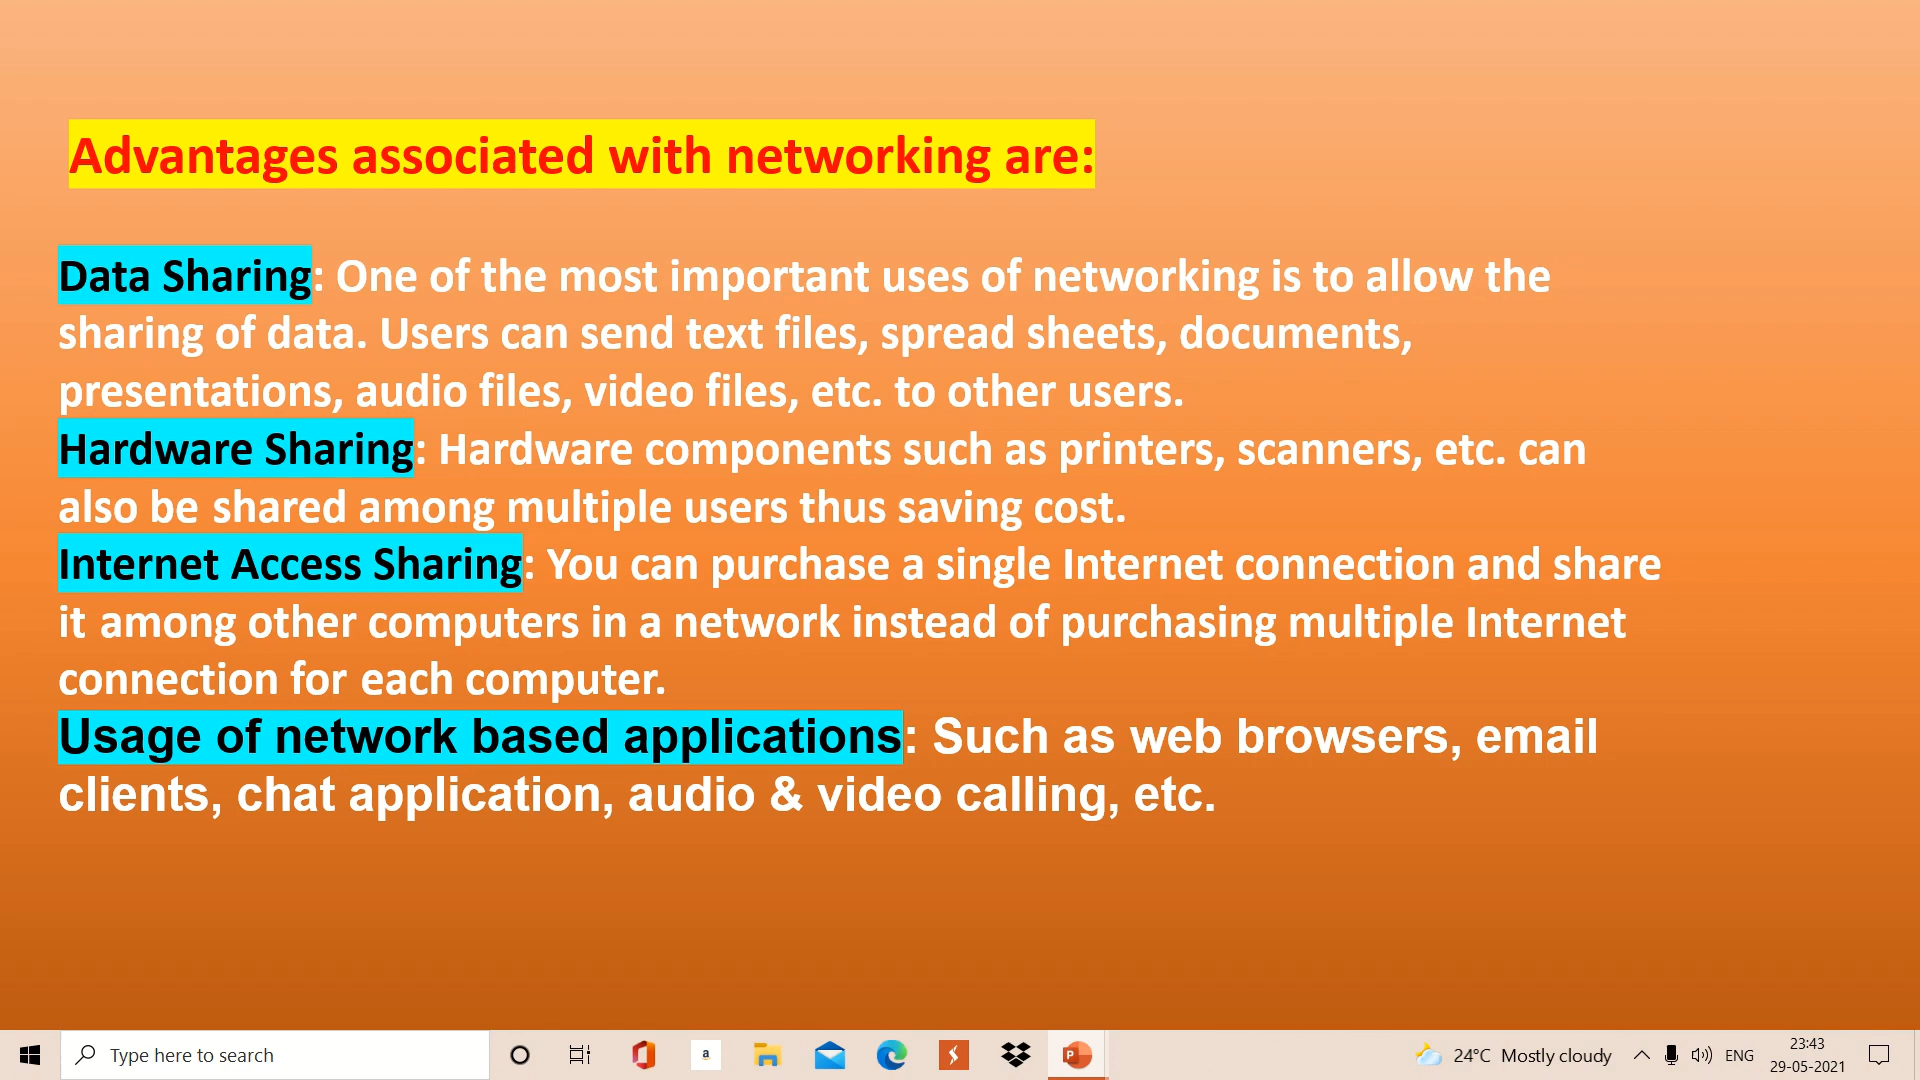 Advantages associated with networking are:
Data Sharing: One of the most important uses of networking is to allow the
sharing of data. Users can send text files, spread sheets, documents,
presentations, audio files, video files, etc. to other users.
Hardware Sharing: Hardware components such as printers, scanners, etc. can
also be shared among multiple users thus saving cost.
Internet Access Sharing: You can purchase a single Internet connection and share
it among other computers in a network instead of purchasing multiple Internet
connection for each computer.
Usage of network based applications: Such as web browsers, email
clients, chat application, audio & video calling, etc.
Type here to search
a
P
24°C Mostly cloudy
ENG
23:43
29-05-2021